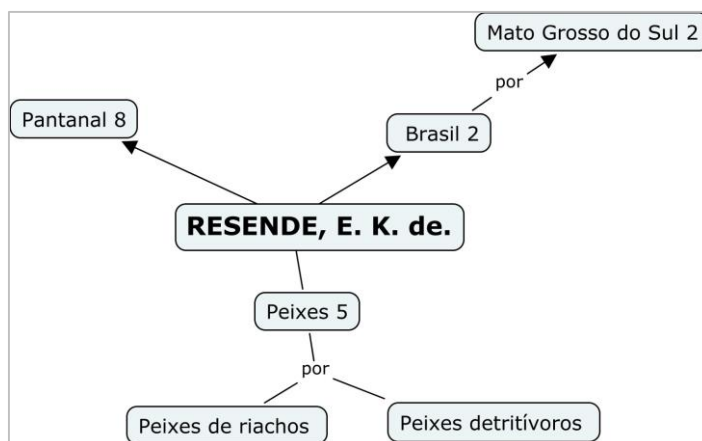 Mato Grosso do Sul 2
por
Pantanal 8
Brasil 2
RESENDE, E. K. de.
Peixes 5
por
Peixes de riachos
Peixes detritívoros